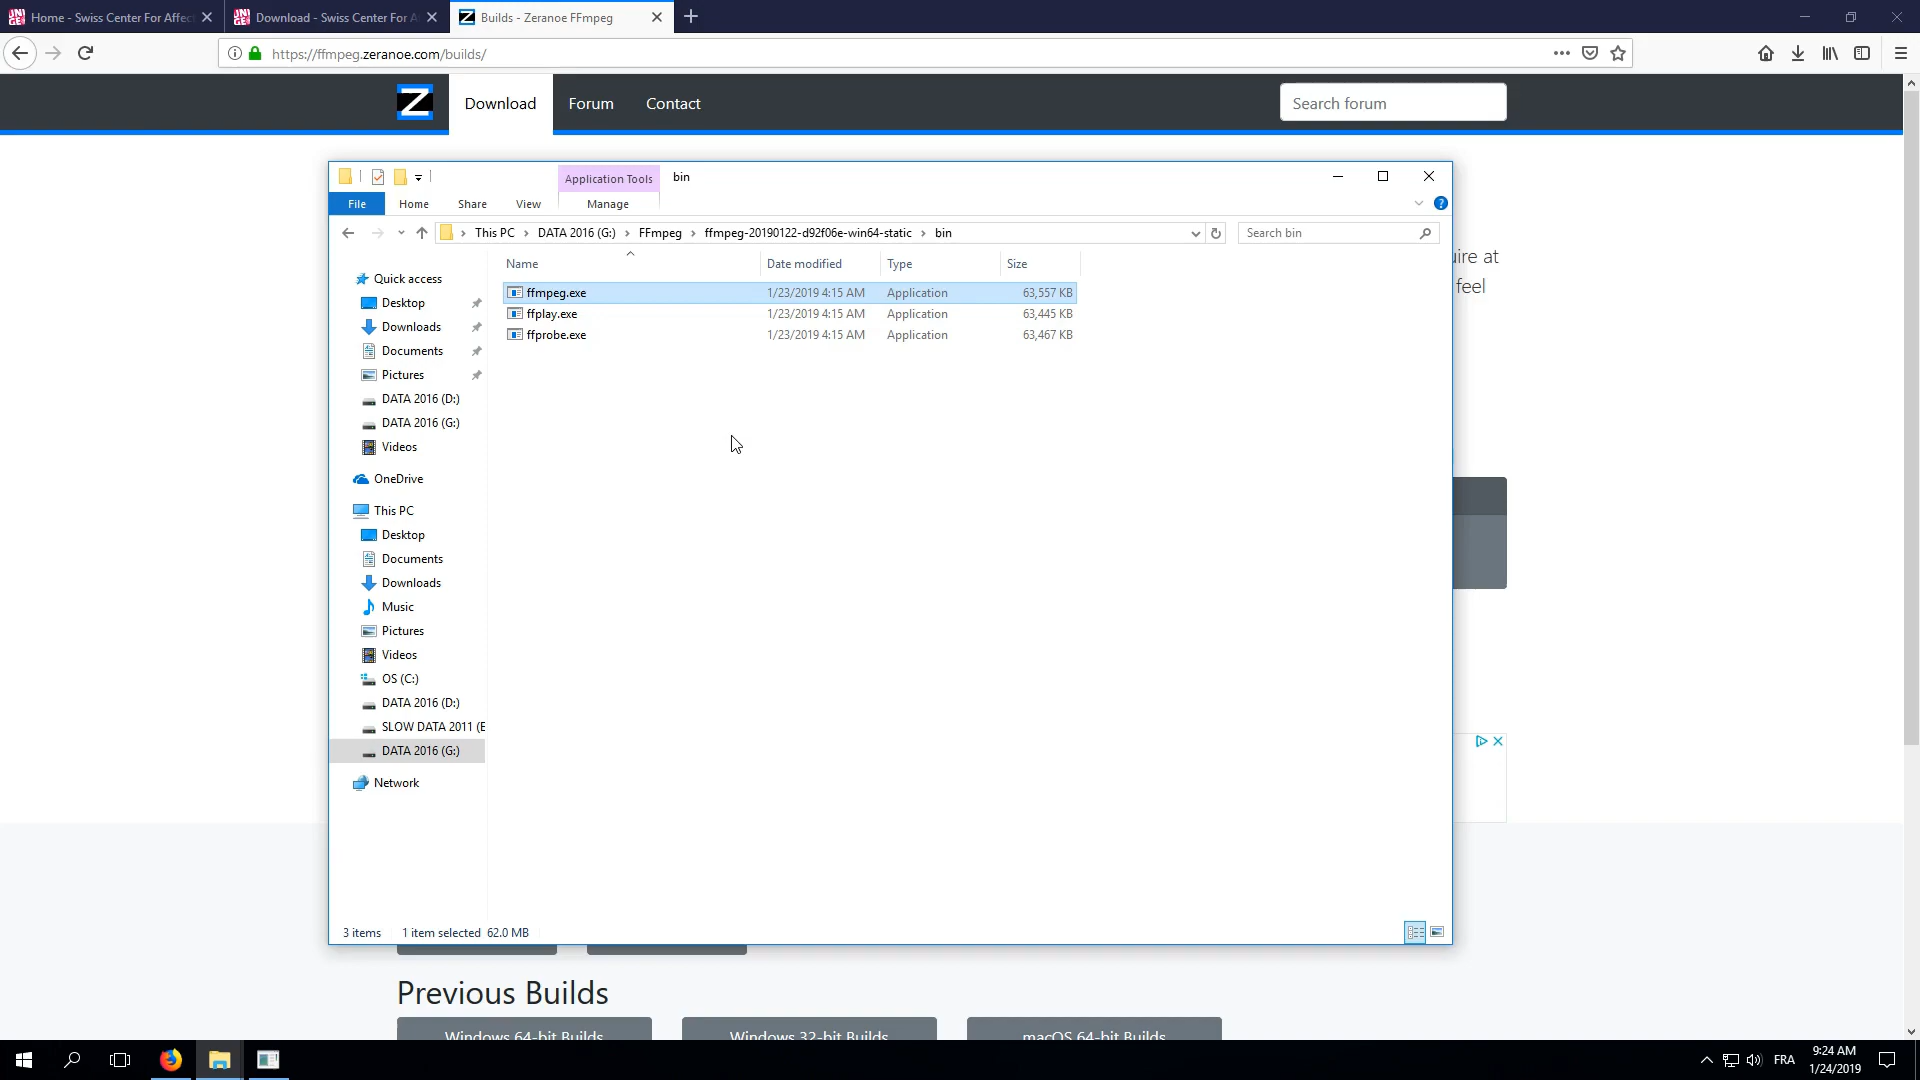 Home - Swiss Center For Affec
Download - Swiss Center For A
Builds - Zeranoe FFmpeg
https://ffmpeg.zeranoe.com/builds/
Z
Download
Forum
Contact
Search forum
Application Tools
bin
File
Home
Share
View
Manage
This PC
DATA 2016 (G:)
FFmpeg
ffmpeg-20190122-d92f06e-win64-static
bin
Search bin
Name
Date modified
Type
Size
ffmpeg.exe 1/23/2019 4:15 AM Application 63,557 KB
ffplay.exe 1/23/2019 4:15 AM Application 63,445 KB
ffprobe.exe 1/23/2019 4:15 AM Application 63,467 KB
Quick access
Desktop
Downloads
Documents
Pictures
DATA 2016 (D:)
DATA 2016 (G:)
Videos
OneDrive
This PC
Desktop
Documents
Downloads
Music
Pictures
Videos
OS (C:)
DATA 2016 (D:)
SLOW DATA 2011 (E
DATA 2016 (G:)
Network
uire at
feel
3 items
1 item selected 62.0 MB
Previous Builds
Windows 64-bit Builds
Windows 32-bit Builds
macOS 64-bit Builds
FRA
9:24 AM
1/24/2019